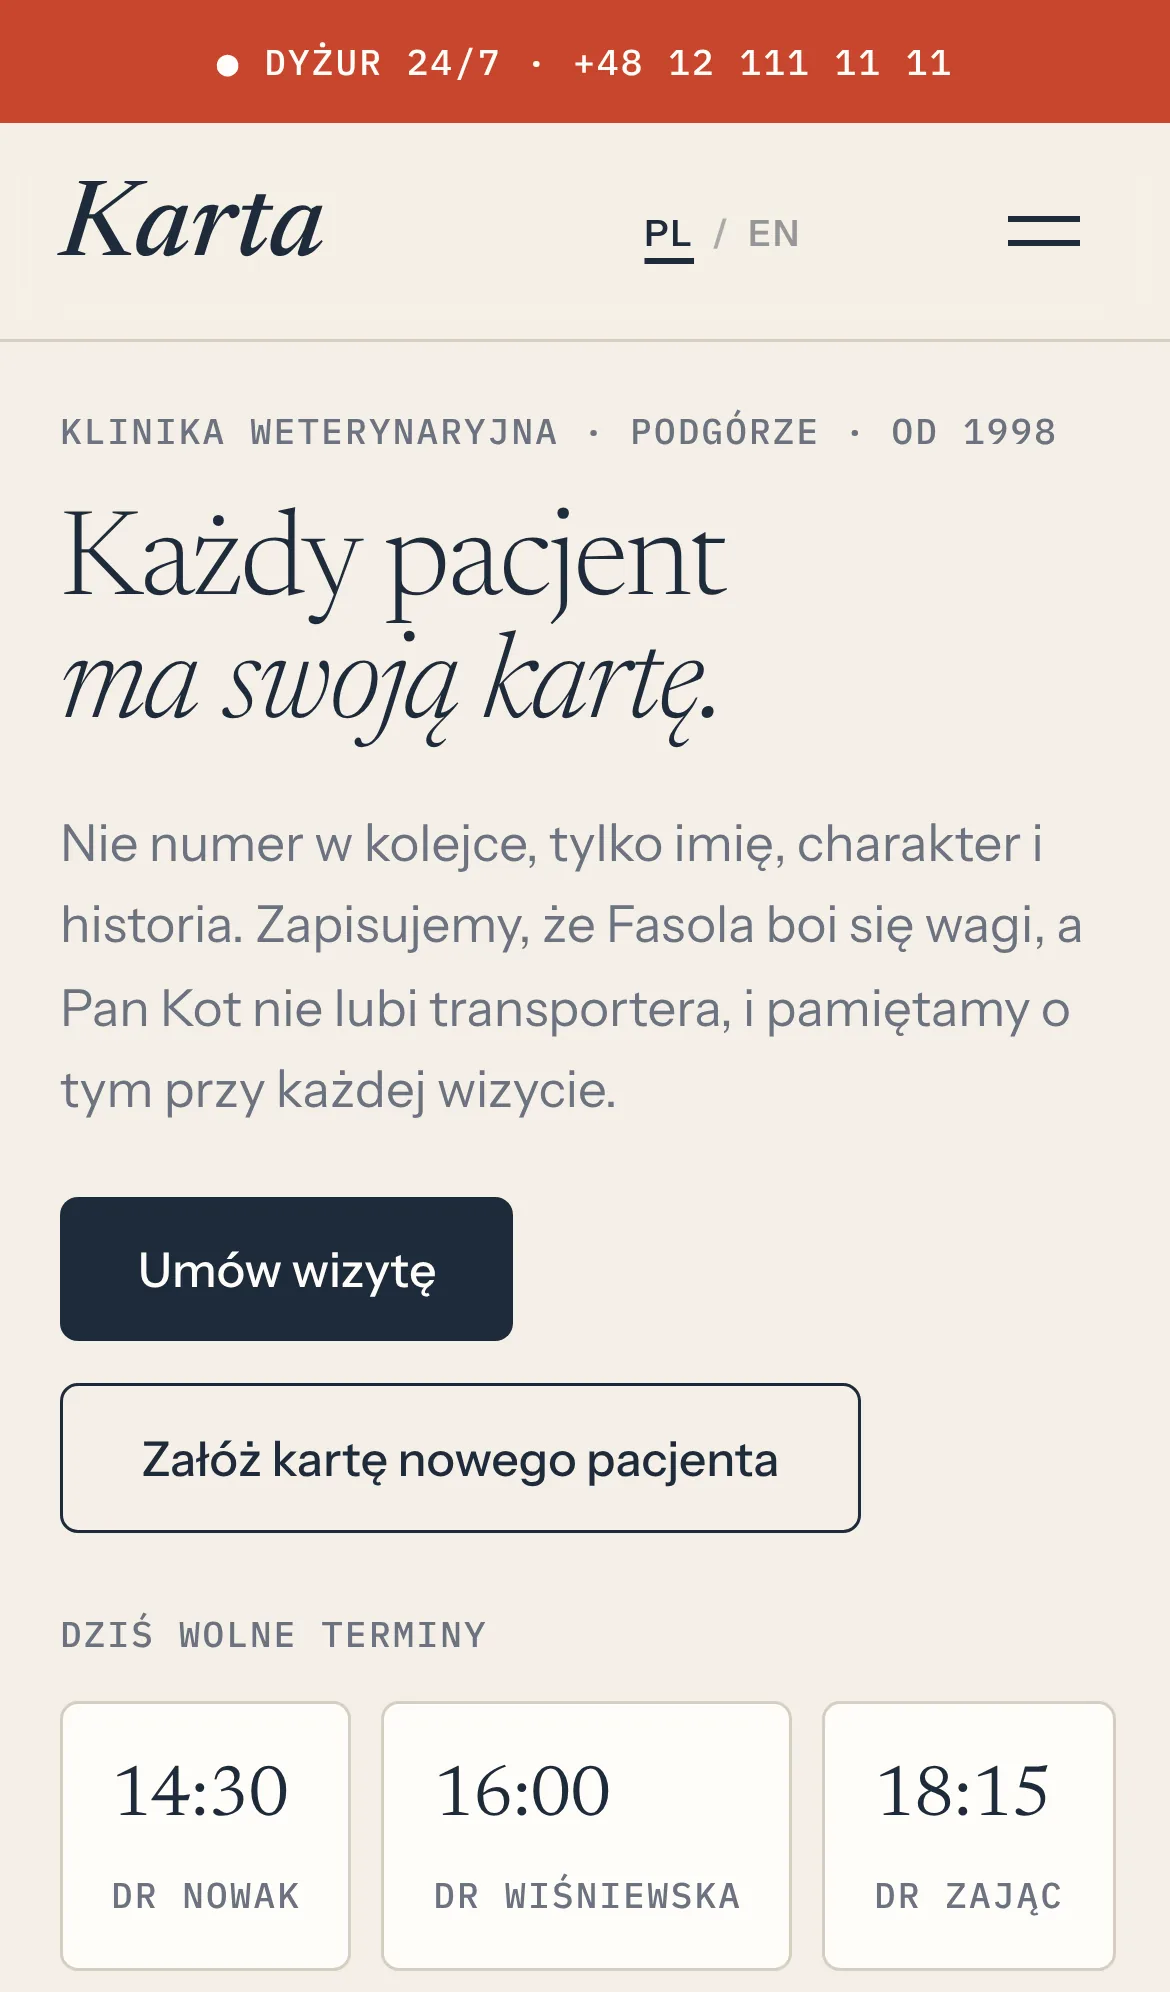 ● DYŻUR 24/7 · +48 12 111 11 11
Karta
PL / EN
KLINIKA WETERYNARYJNA · PODGÓRZE · OD 1998
Każdy pacjent
ma swoją kartę.
Nie numer w kolejce, tylko imię, charakter i
historia. Zapisujemy, że Fasola boi się wagi, a
Pan Kot nie lubi transportera, i pamiętamy o
tym przy każdej wizycie.
Umów wizytę
Załóż kartę nowego pacjenta
DZIŚ WOLNE TERMINY
14:30 16:00 18:15
DR NOWAK DR WIŚNIEWSKA DR ZAJĄC